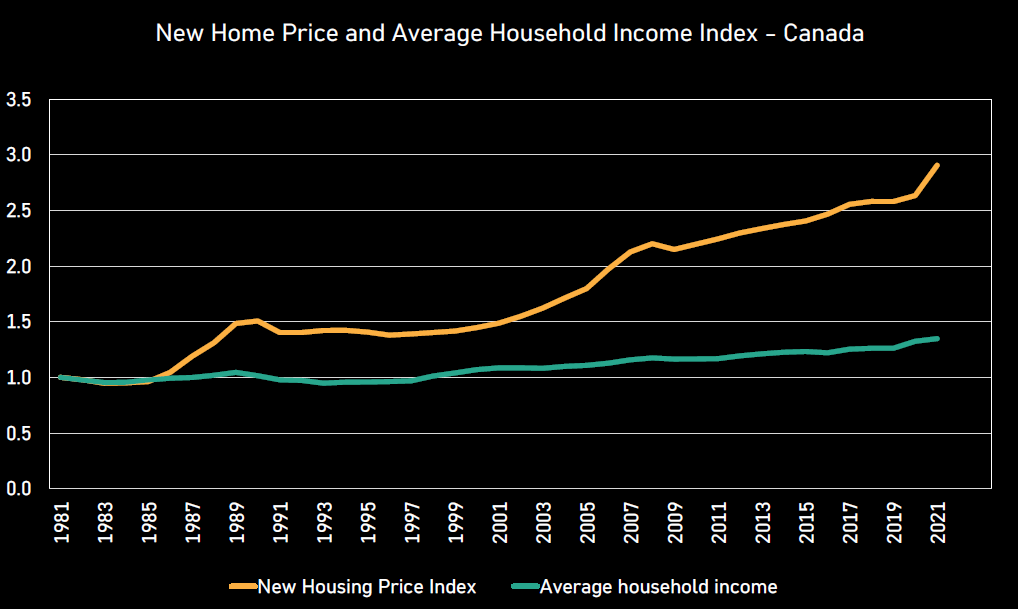 New Home Price and Average Household Income Index – Canada
3.5
3.0
2.5
2.0
1.5
1.0
0.5
0.0
1981 1983 1985 1987 1989 1991 1993 1995 1997 1999 2001 2003 2005 2007 2009 2011 2013 2015 2017 2019 2021
New Housing Price Index Average household income